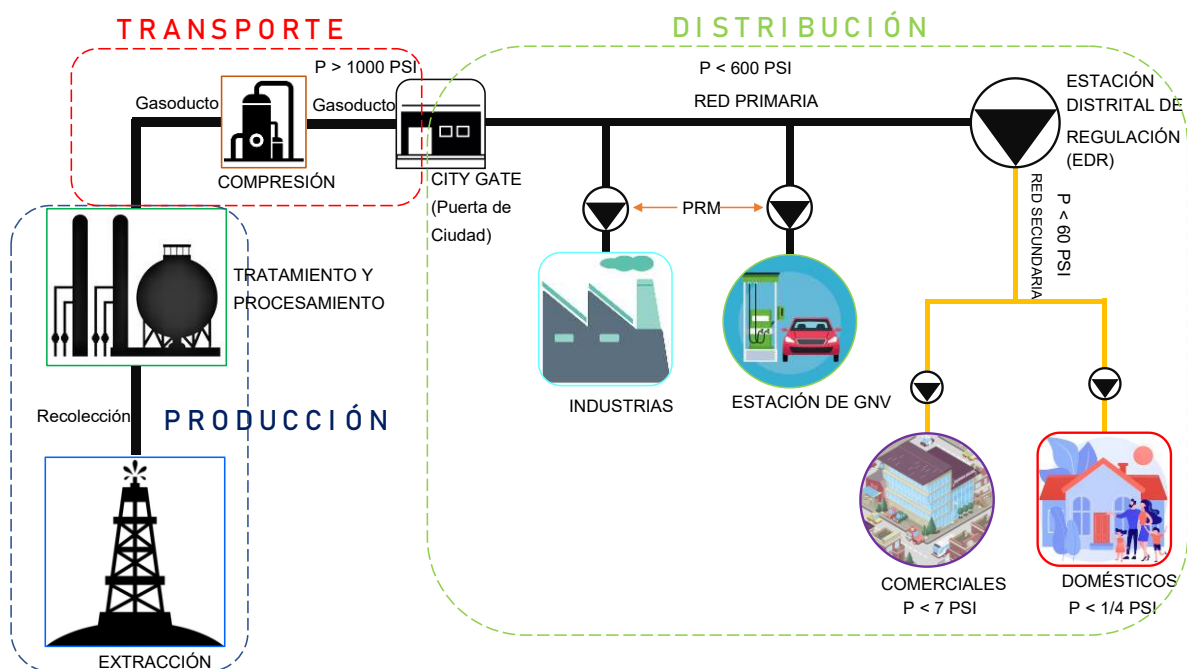 TRANSPORTE
DISTRIBUCIÓN
P > 1000 PSI
Gasoducto
Gasoducto
COMPRESIÓN
P < 600 PSI
RED PRIMARIA
ESTACIÓN
DISTRITAL DE
REGULACIÓN
(EDR)
CITY GATE
(Puerta de
Ciudad)
PRM
RED SECUNDARIA
P < 60 PSI
TRATAMIENTO Y
PROCESAMIENTO
INDUSTRIAS
ESTACIÓN DE GNV
Recolección
PRODUCCIÓN
COMERCIALES
P < 7 PSI
DOMÉSTICOS
P < 1/4 PSI
EXTRACCIÓN